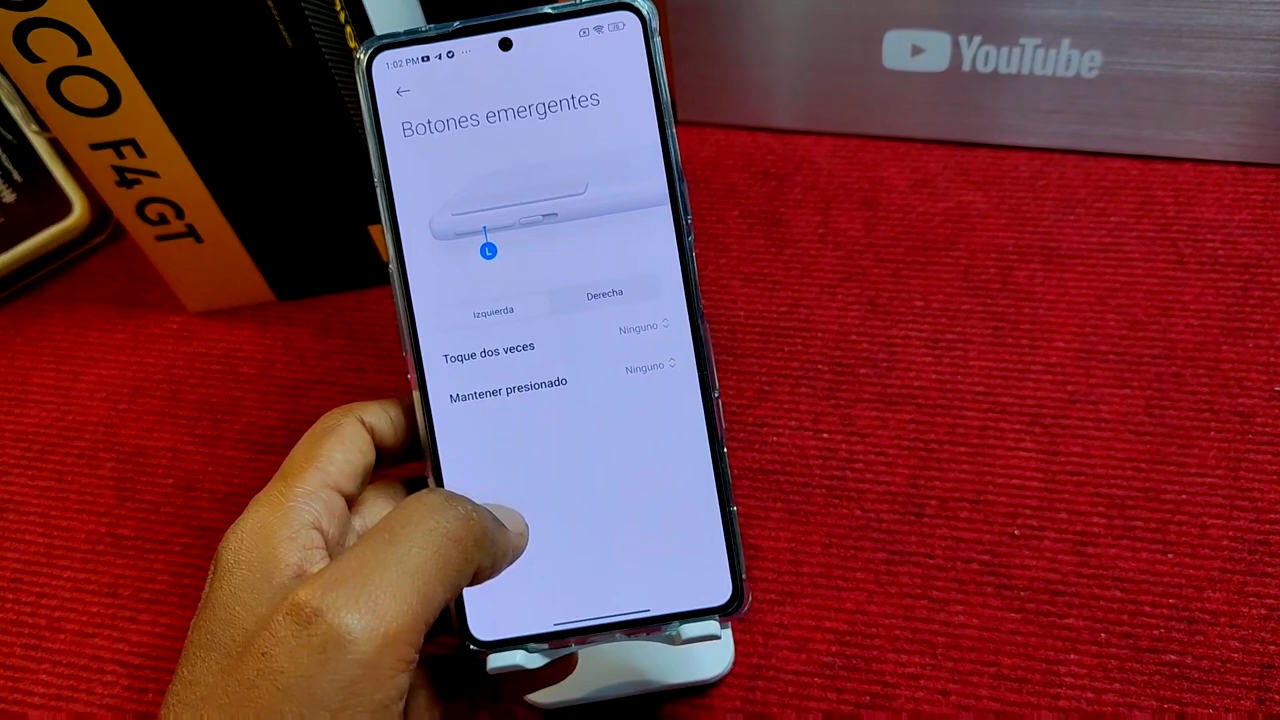 POCO F4 GT
YouTube
1:02 PM
Botones emergentes
L
Izquierda
Derecha
Toque dos veces
Ninguno
Mantener presionado
Ninguno